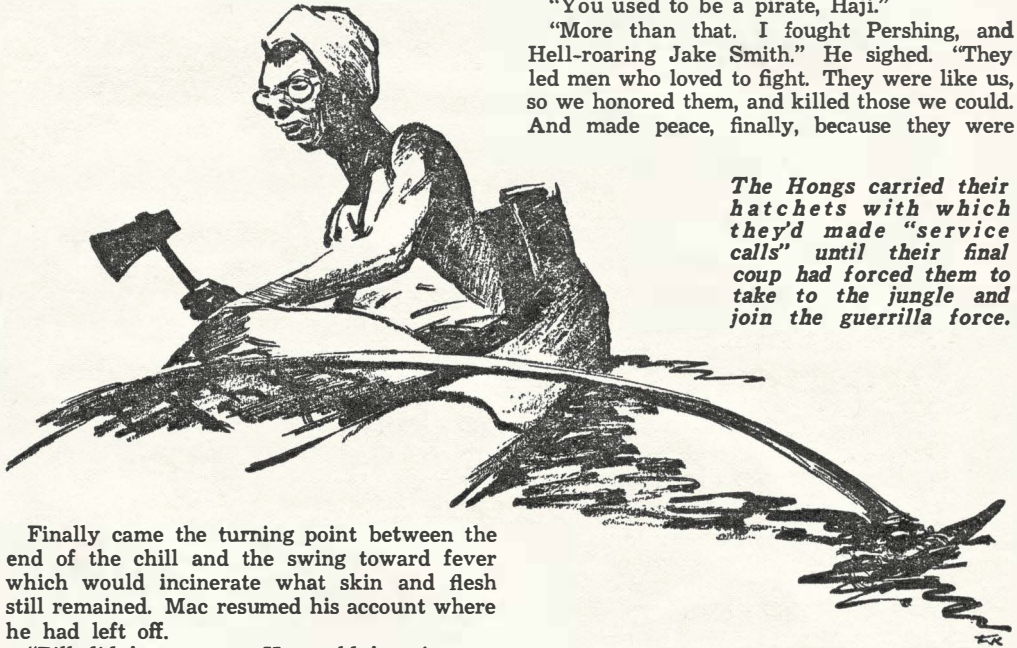 "You used to be a pirate, Haji."
"More than that. I fought Pershing, and
Hell-roaring Jake Smith." He sighed. "They
led men who loved to fight. They were like us,
so we honored them, and killed those we could.
And made peace, finally, because they were
The Hongs carried their
hatchets with which
they'd made "service
calls" until their final
coup had forced them to
take to the jungle and
join the guerrilla force.
Finally came the turning point between the
end of the chill and the swing toward fever
which would incinerate what skin and flesh
still remained. Mac resumed his account where
he had left off.